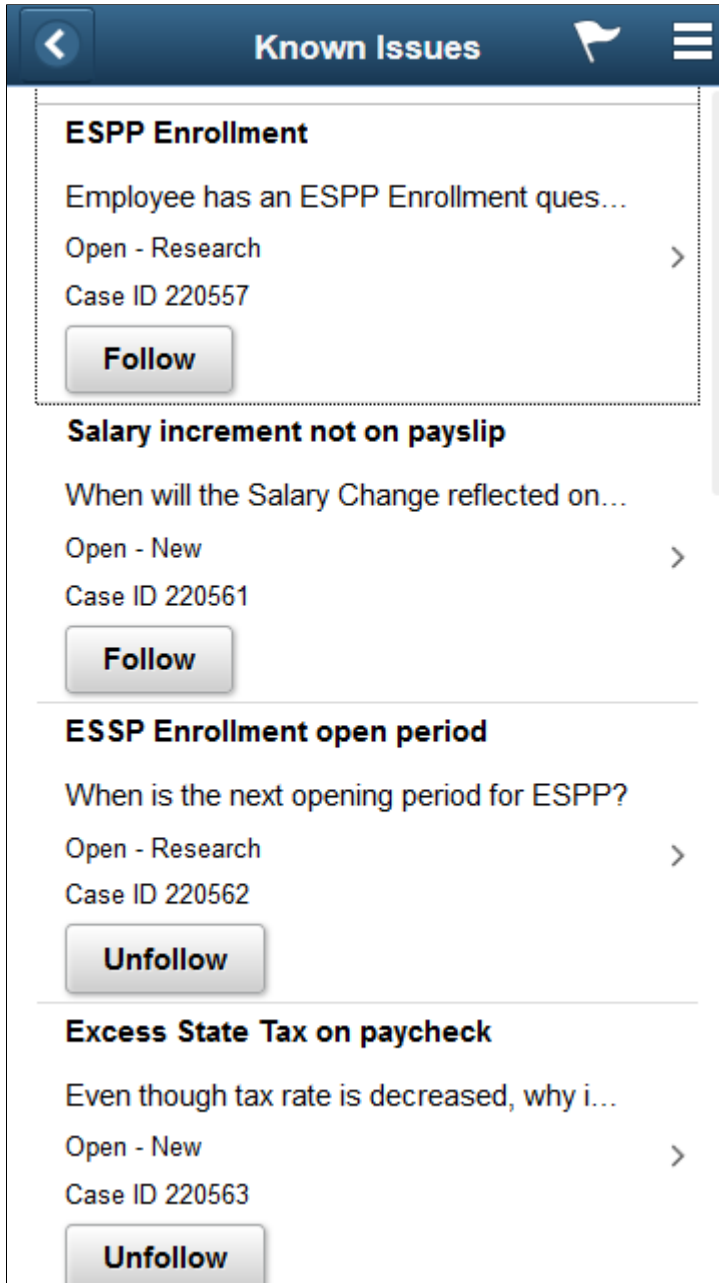 Known Issues
ESPP Enrollment
Employee has an ESPP Enrollment ques...
Open - Research
Case ID 220557
Follow
Salary increment not on payslip
When will the Salary Change reflected on...
Open - New
Case ID 220561
Follow
ESSP Enrollment open period
When is the next opening period for ESPP?
Open - Research
Case ID 220562
Unfollow
Excess State Tax on paycheck
Even though tax rate is decreased, why i...
Open - New
Case ID 220563
Unfollow